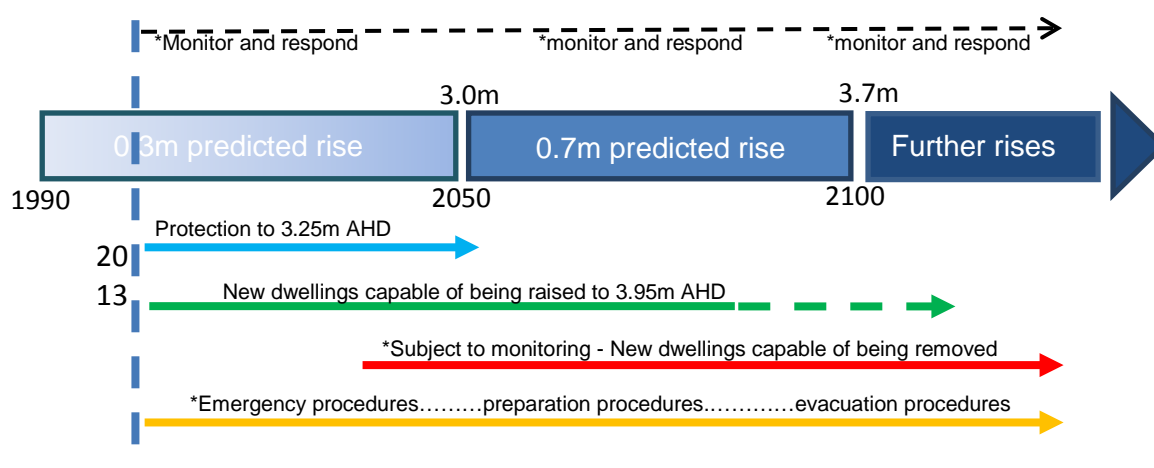 *Monitor and respond *monitor and respond *monitor and respond
3.0m 3.7m
0.3m predicted rise 0.7m predicted rise Further rises
1990 2050 2100
Protection to 3.25m AHD
20
13
New dwellings capable of being raised to 3.95m AHD
*Subject to monitoring - New dwellings capable of being removed
*Emergency procedures………preparation procedures..…………evacuation procedures